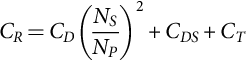 C_R = C_D (N_S / N_P)^2 + C_DS + C_T